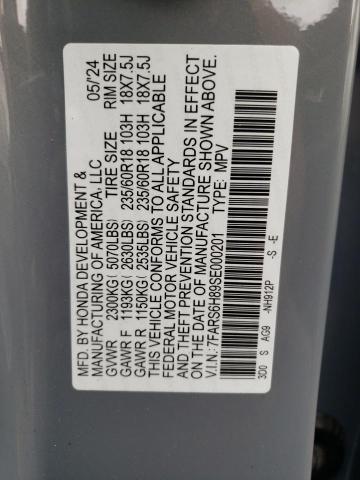 MFD. BY HONDA DEVELOPMENT &
MANUFACTURING OF AMERICA, LLC 05/24
GVWR 2300KG ( 5070LBS) TIRE SIZE RIM SIZE
GAWR F 1193KG ( 2630LBS) 235/60R18 103H 18X7.5J
GAWR R 1150KG ( 2535LBS) 235/60R18 103H 18X7.5J
THIS VEHICLE CONFORMS TO ALL APPLICABLE
FEDERAL MOTOR VEHICLE SAFETY
AND THEFT PREVENTION STANDARDS IN EFFECT
ON THE DATE OF MANUFACTURE SHOWN ABOVE.
V.I.N.: 7FARS6H89SE000201 TYPE: MPV
3D0 S AG9 -NH912P -S -E